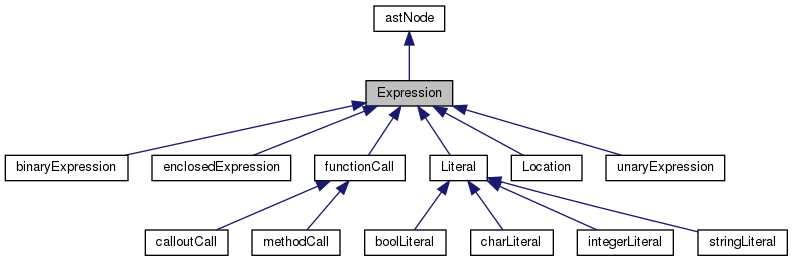 astNode
Expression
binaryExpression
enclosedExpression
functionCall
Literal
Location
unaryExpression
calloutCall
methodCall
boolLiteral
charLiteral
integerLiteral
stringLiteral